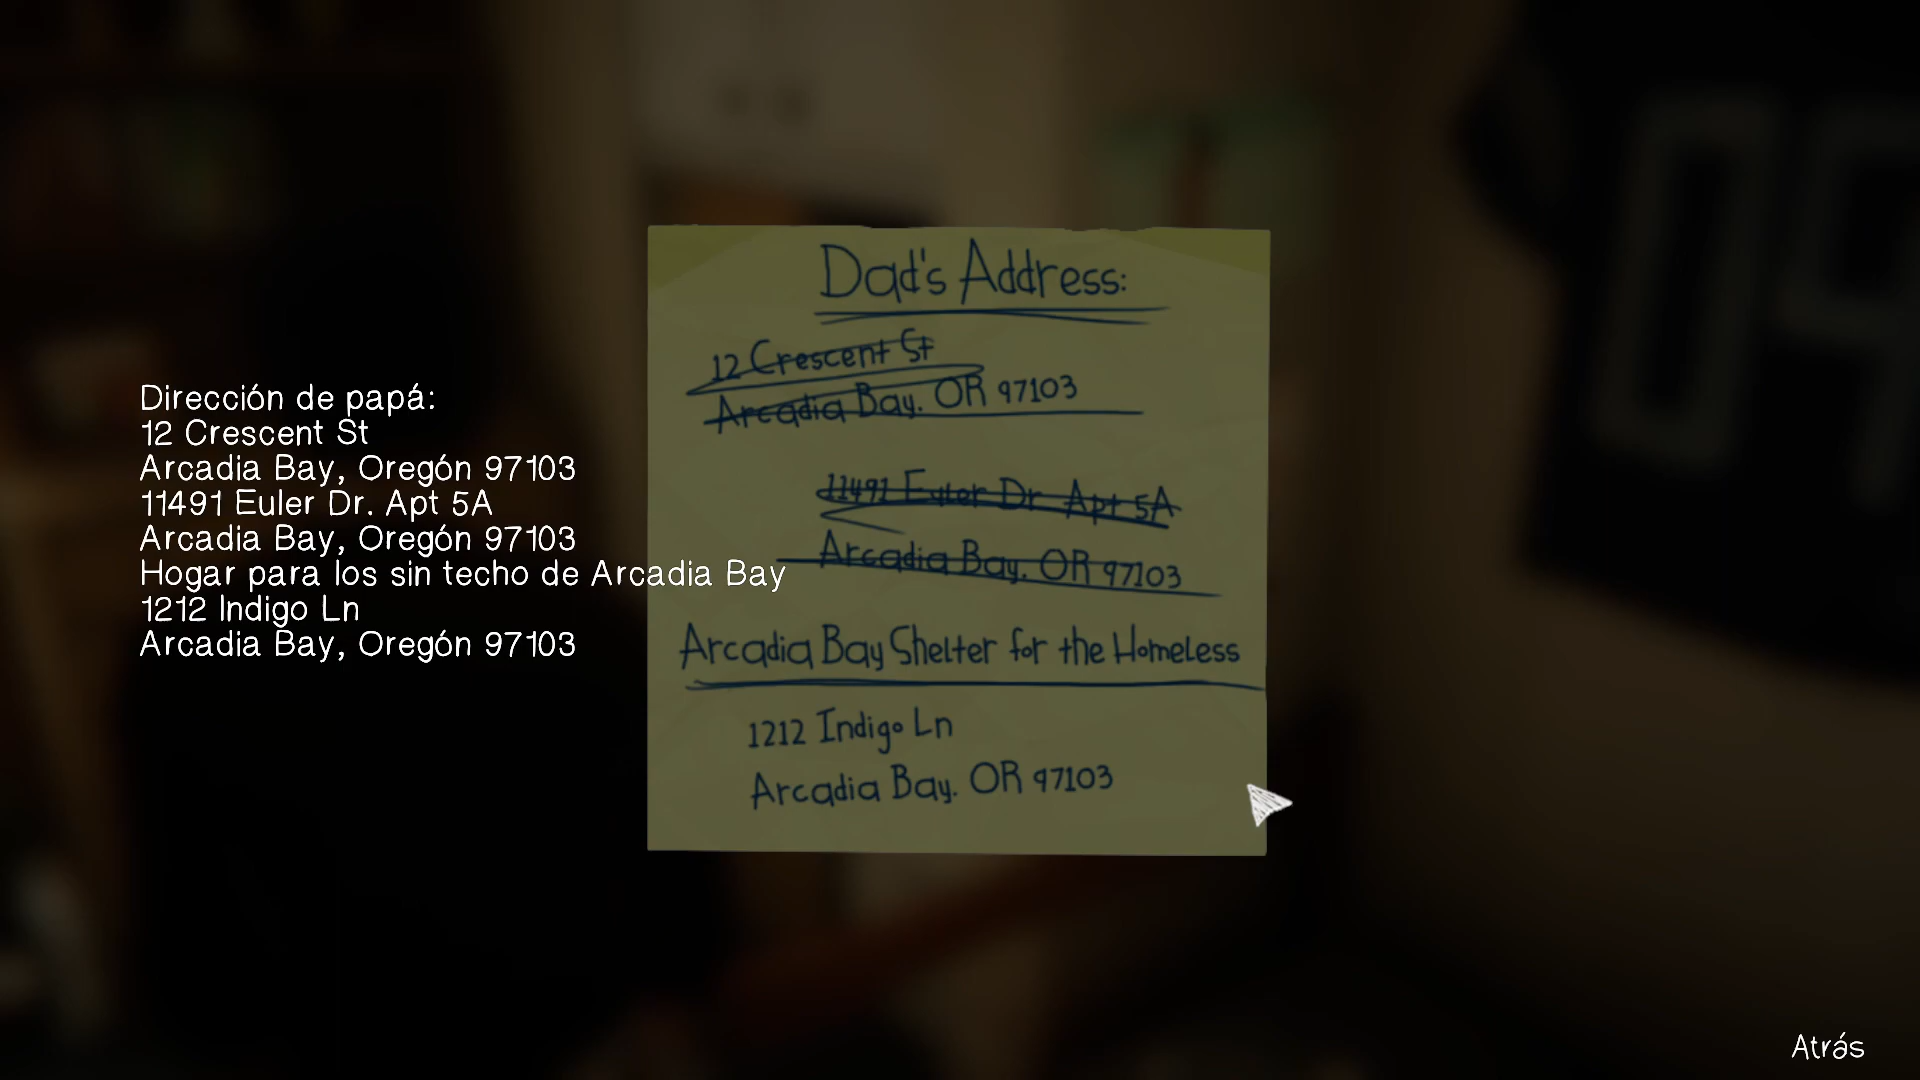 Dirección de papá:
12 Crescent St
Arcadia Bay, Oregón 97103
11491 Euler Dr. Apt 5A
Arcadia Bay, Oregón 97103
Hogar para los sin techo de Arcadia Bay
1212 Indigo Ln
Arcadia Bay, Oregón 97103
Dad's Address:
12 Crescent St
Arcadia Bay. OR 97103
11491 Euler Dr. Apt 5A
Arcadia Bay. OR 97103
Arcadia Bay Shelter for the Homeless
1212 Indigo Ln
Arcadia Bay. OR 97103
Atrás